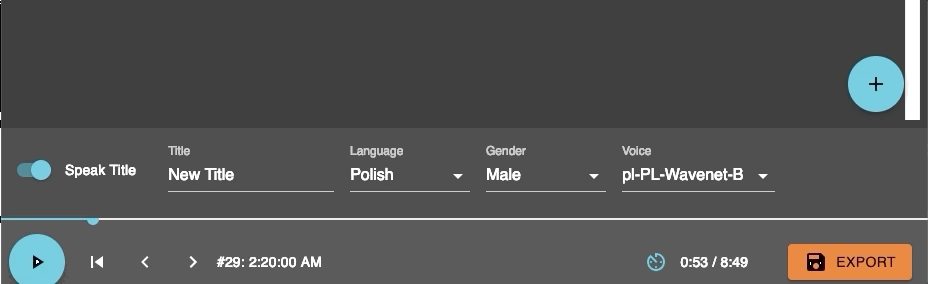 Speak Title
Title
New Title
Language
Polish
Gender
Male
Voice
pl-PL-Wavenet-B
#29: 2:20:00 AM
0:53 / 8:49
EXPORT